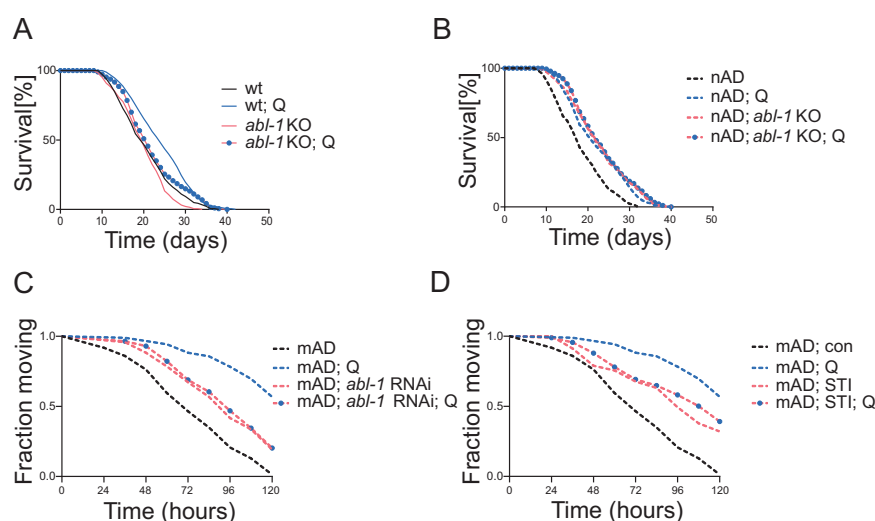 A
Survival[%]
100
50
0
0 10 20 30 40 50
Time (days)
wt
wt; Q
abl-1 KO
abl-1 KO; Q
B
Survival[%]
100
50
0
0 10 20 30 40 50
Time (days)
nAD
nAD; Q
nAD; abl-1 KO
nAD; abl-1 KO; Q
C
Fraction moving
1.0
0.5
0.0
0 24 48 72 96 120
Time (hours)
mAD
mAD; Q
mAD; abl-1 RNAi
mAD; abl-1 RNAi; Q
D
Fraction moving
1.0
0.5
0.0
0 24 48 72 96 120
Time (hours)
mAD; con
mAD; Q
mAD; STI
mAD; STI; Q